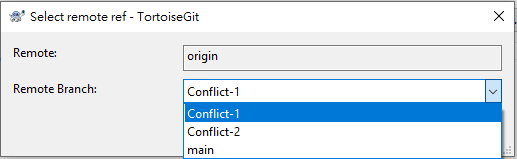 Select remote ref - TortoiseGit
Remote:
origin
Remote Branch:
Conflict-1
Conflict-1
Conflict-2
main